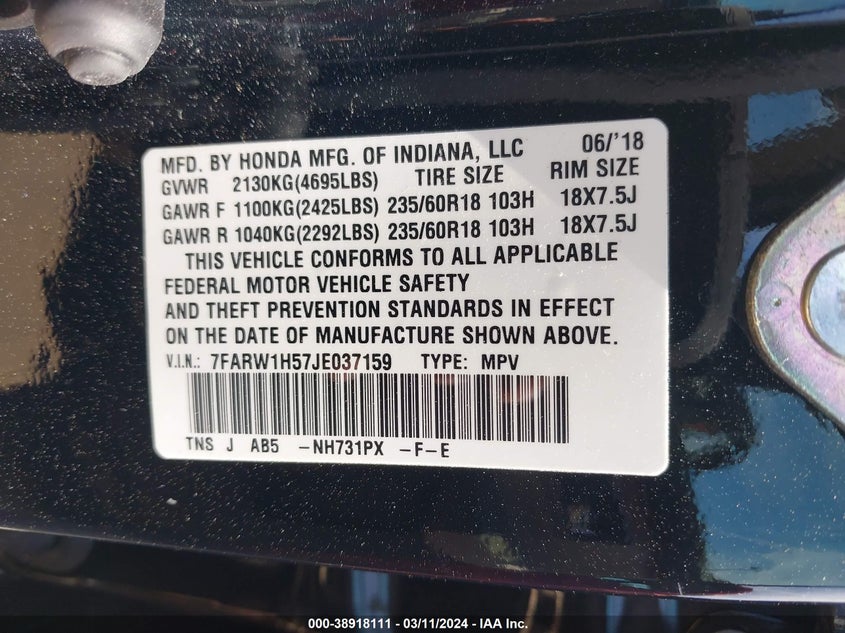 MFD. BY HONDA MFG. OF INDIANA, LLC 06/'18
GVWR 2130KG(4695LBS) TIRE SIZE RIM SIZE
GAWR F 1100KG(2425LBS) 235/60R18 103H 18X7.5J
GAWR R 1040KG(2292LBS) 235/60R18 103H 18X7.5J
THIS VEHICLE CONFORMS TO ALL APPLICABLE
FEDERAL MOTOR VEHICLE SAFETY
AND THEFT PREVENTION STANDARDS IN EFFECT
ON THE DATE OF MANUFACTURE SHOWN ABOVE.
V.I.N.: 7FARW1H57JE037159 TYPE: MPV
TNS J AB5 -NH731PX -F-E
000-38918111 - 03/11/2024 - IAA Inc.